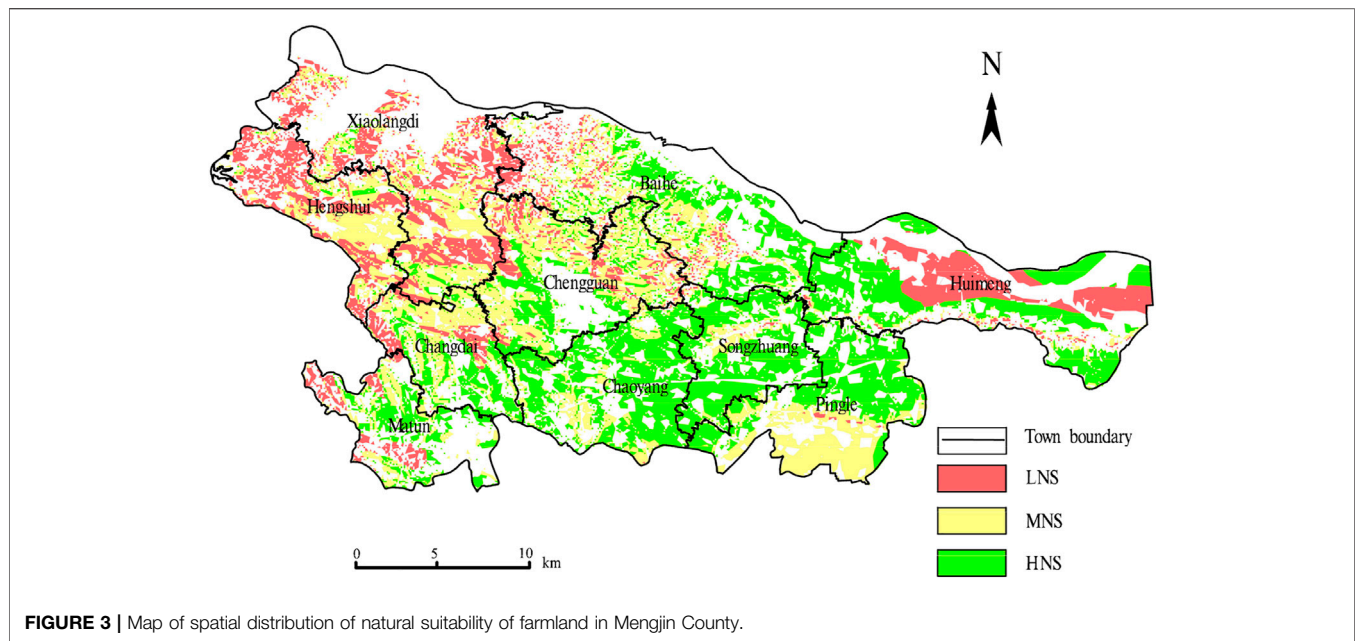 N
Xiaolangdi
Baihe
Hengshui
Huimeng
Chengguan
Changdai
Songzhuang
Chaoyang
Pingle
Matun
Town boundary
LNS
MNS
HNS
0 5 10
km
FIGURE 3 | Map of spatial distribution of natural suitability of farmland in Mengjin County.